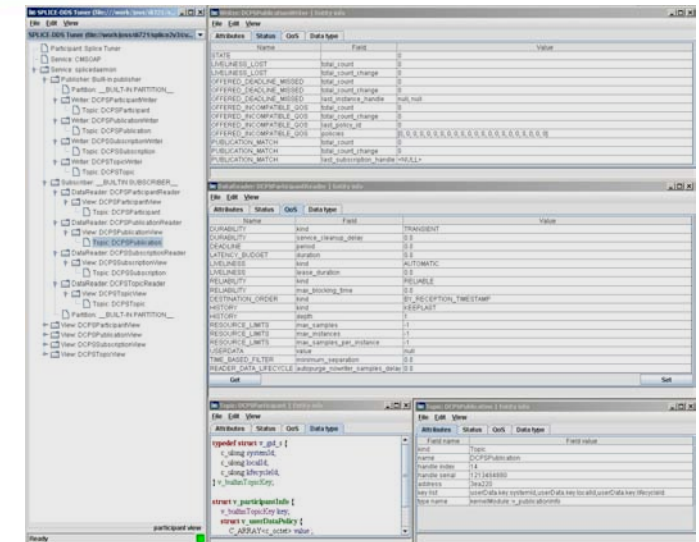 SPLICE-DDS Tuner
File Edit View
Participant: Splice Tuner
Service: CMSOAP
Service: splicedaemon
Publisher: Built-in publisher
Partition: __BUILT-IN PARTITION__
Writer: DCPSParticipantWriter
Topic: DCPSParticipant
Writer: DCPSPublicationWriter
Topic: DCPSPublication
Writer: DCPSSubscriptionWriter
Topic: DCPSSubscription
Writer: DCPSTopicWriter
Topic: DCPSTopic
Subscriber: __BUILTIN SUBSCRIBER__
DataReader: DCPSParticipantReader
View: DCPSParticipantView
Topic: DCPSParticipant
DataReader: DCPSPublicationReader
View: DCPSPublicationView
Topic: DCPSPublication
DataReader: DCPSSubscriptionReader
View: DCPSSubscriptionView
Topic: DCPSSubscription
DataReader: DCPSTopicReader
View: DCPSTopicView
Topic: DCPSTopic
Partition: __BUILT-IN PARTITION__
View: DCPSParticipantView
View: DCPSPublicationView
View: DCPSSubscriptionView
View: DCPSTopicView
participant view
Ready
Writer: DCPSPublicationWriter | Entity info
File Edit View
Attributes Status QoS Data type
Name Field Value
STATE 0
LIVELINESS_LOST total_count 0
LIVELINESS_LOST total_count_change 0
OFFERED_DEADLINE_MISSED total_count 0
OFFERED_DEADLINE_MISSED total_count_change 0
OFFERED_DEADLINE_MISSED last_instance_handle null, null
OFFERED_INCOMPATIBLE_QOS total_count 0
OFFERED_INCOMPATIBLE_QOS total_count_change 0
OFFERED_INCOMPATIBLE_QOS last_policy_id 0
OFFERED_INCOMPATIBLE_QOS policies
PUBLICATION_MATCH total_count 0
PUBLICATION_MATCH total_count_change 0
PUBLICATION_MATCH last_subscription_handle <NULL>
DataReader: DCPSParticipantReader | Entity info
File Edit View
Attributes Status QoS Data type
Name Field Value
DURABILITY kind TRANSIENT
DURABILITY service_cleanup_delay 0.0
DEADLINE period 0.0
LATENCY_BUDGET duration 0.0
LIVELINESS kind AUTOMATIC
LIVELINESS lease_duration 0.0
RELIABILITY kind RELIABLE
RELIABILITY max_blocking_time 0.0
DESTINATION_ORDER kind BY_RECEPTION_TIMESTAMP
HISTORY kind KEEPLAST
HISTORY depth 1
RESOURCE_LIMITS max_samples -1
RESOURCE_LIMITS max_instances -1
RESOURCE_LIMITS max_samples_per_instance -1
USERDATA value null
TIME_BASED_FILTER minimum_separation 0.0
READER_DATA_LIFECYCLE autopurge_nowriter_samples_delay 0.0
Get Set
Topic: DCPSParticipant | Entity info
File Edit View
Attributes Status QoS Data type
typedef struct v_gid_s {
c_ulong systemId;
c_ulong localId;
c_ulong lifecycleId;
} v_builtinTopicKey;
struct v_participantInfo {
v_builtinTopicKey key;
struct v_userDataPolicy {
C_ARRAY<c_octet> value ;
Topic: DCPSPublication | Entity info
File Edit View
Attributes Status QoS Data type
Field name Field value
kind Topic
name DCPSPublication
handle index 14
handle serial
address 3ea220
key list userData.key.systemId,userData.key.localId,userData.key.lifecycleId
type name kernelModule::v_publicationInfo